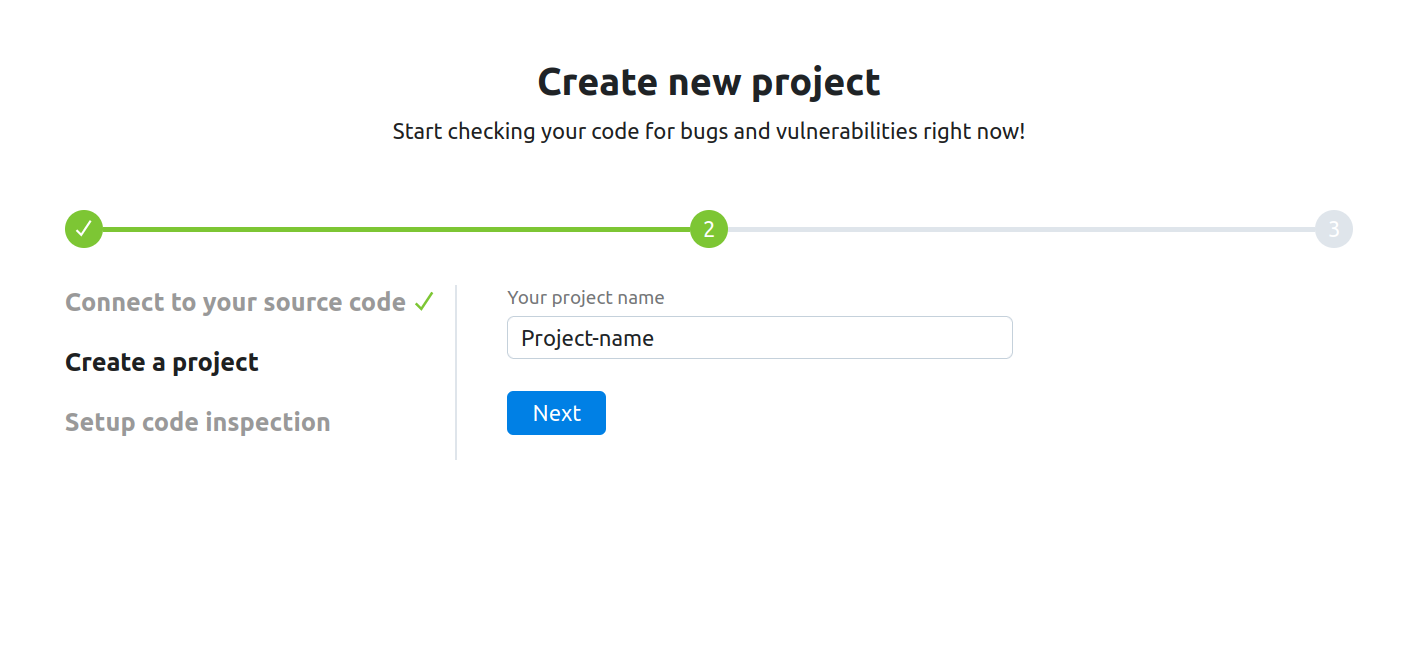 Create new project
Start checking your code for bugs and vulnerabilities right now!
2
3
Connect to your source code
Create a project
Setup code inspection
Your project name
Project-name
Next